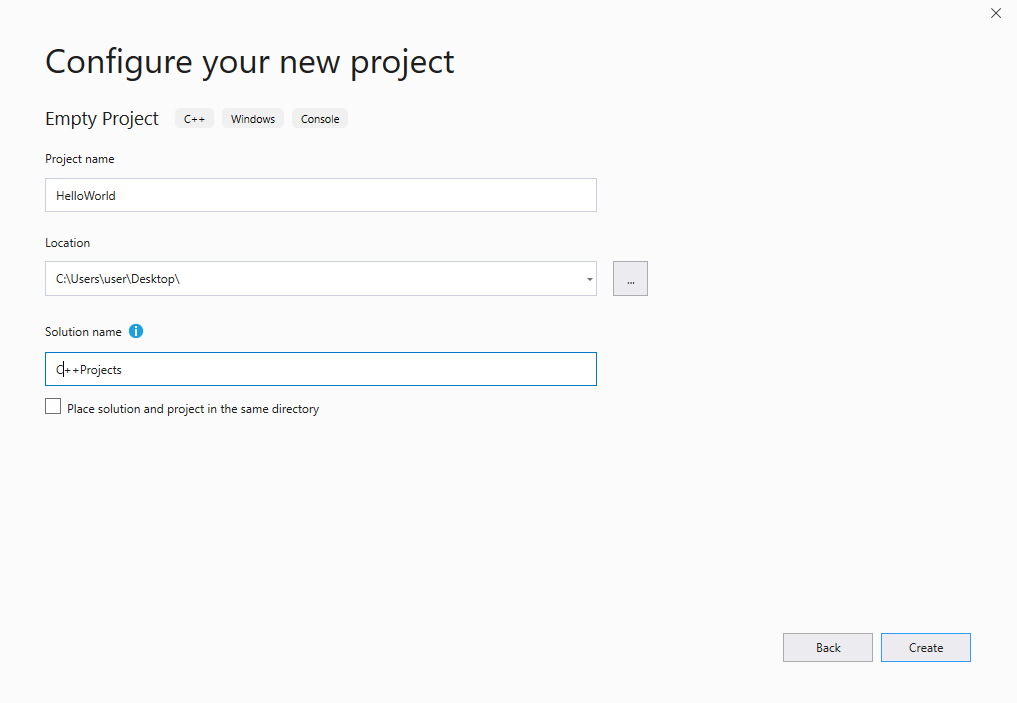 Configure your new project
Empty Project C++ Windows Console
Project name
HelloWorld
Location
C:\Users\user\Desktop\
...
Solution name
C++Projects
Place solution and project in the same directory
Back Create